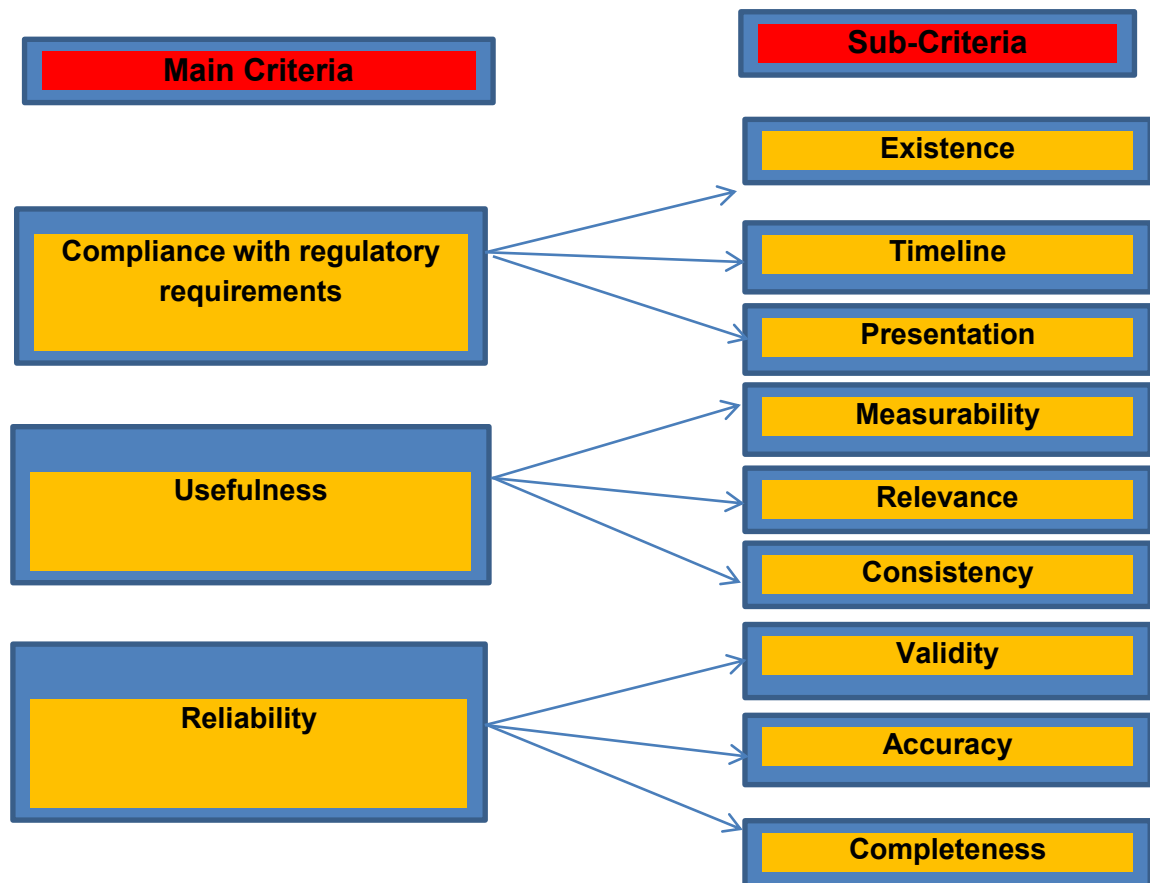 Main Criteria
Sub-Criteria
Compliance with regulatory
requirements
Existence
Timeline
Presentation
Usefulness
Measurability
Relevance
Consistency
Reliability
Validity
Accuracy
Completeness